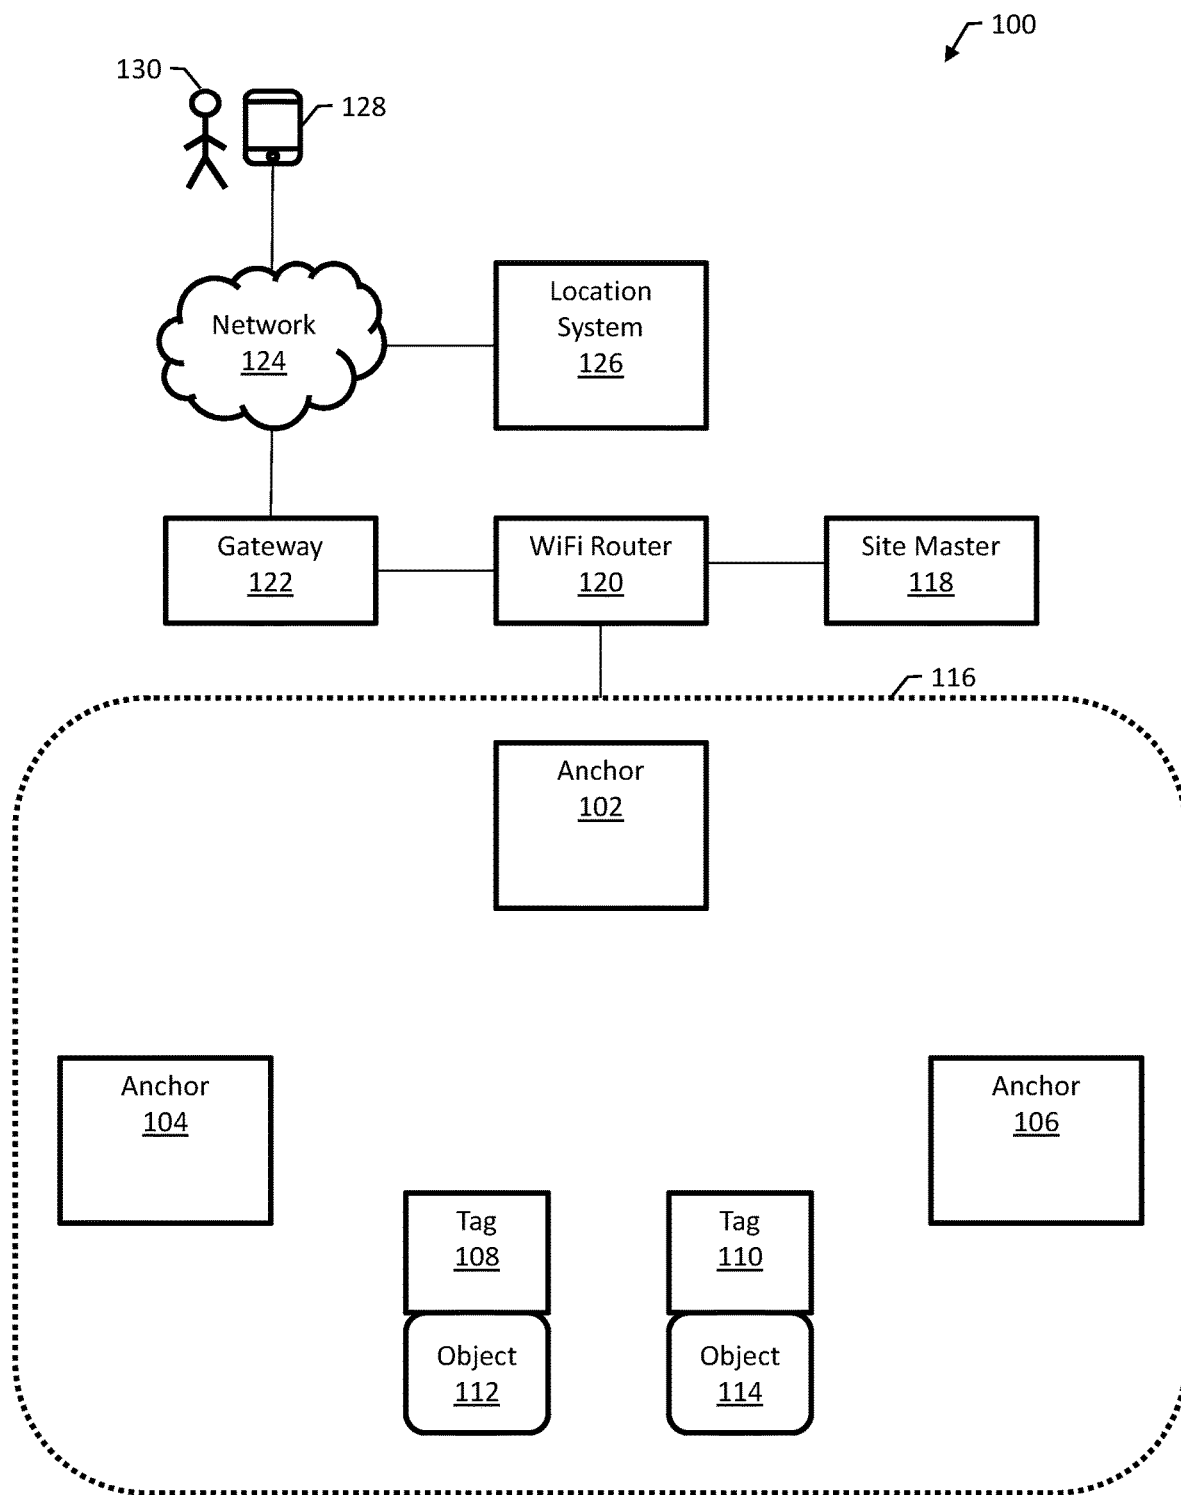 100
130
128
Network
124
Location
System
126
Gateway
122
WiFi Router
120
Site Master
118
116
Anchor
102
Anchor
104
Anchor
106
Tag
108
Tag
110
Object
112
Object
114